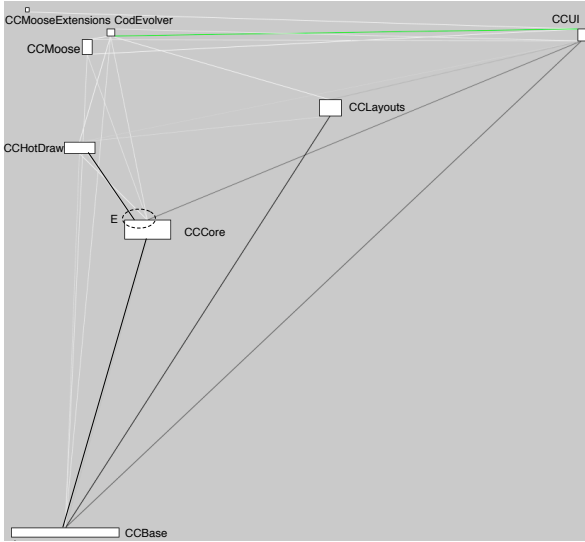 CCMooseExtensions CodEvolver
CCUI
CCMoose
CCLayouts
CCHotDraw
E
CCCore
CCBase